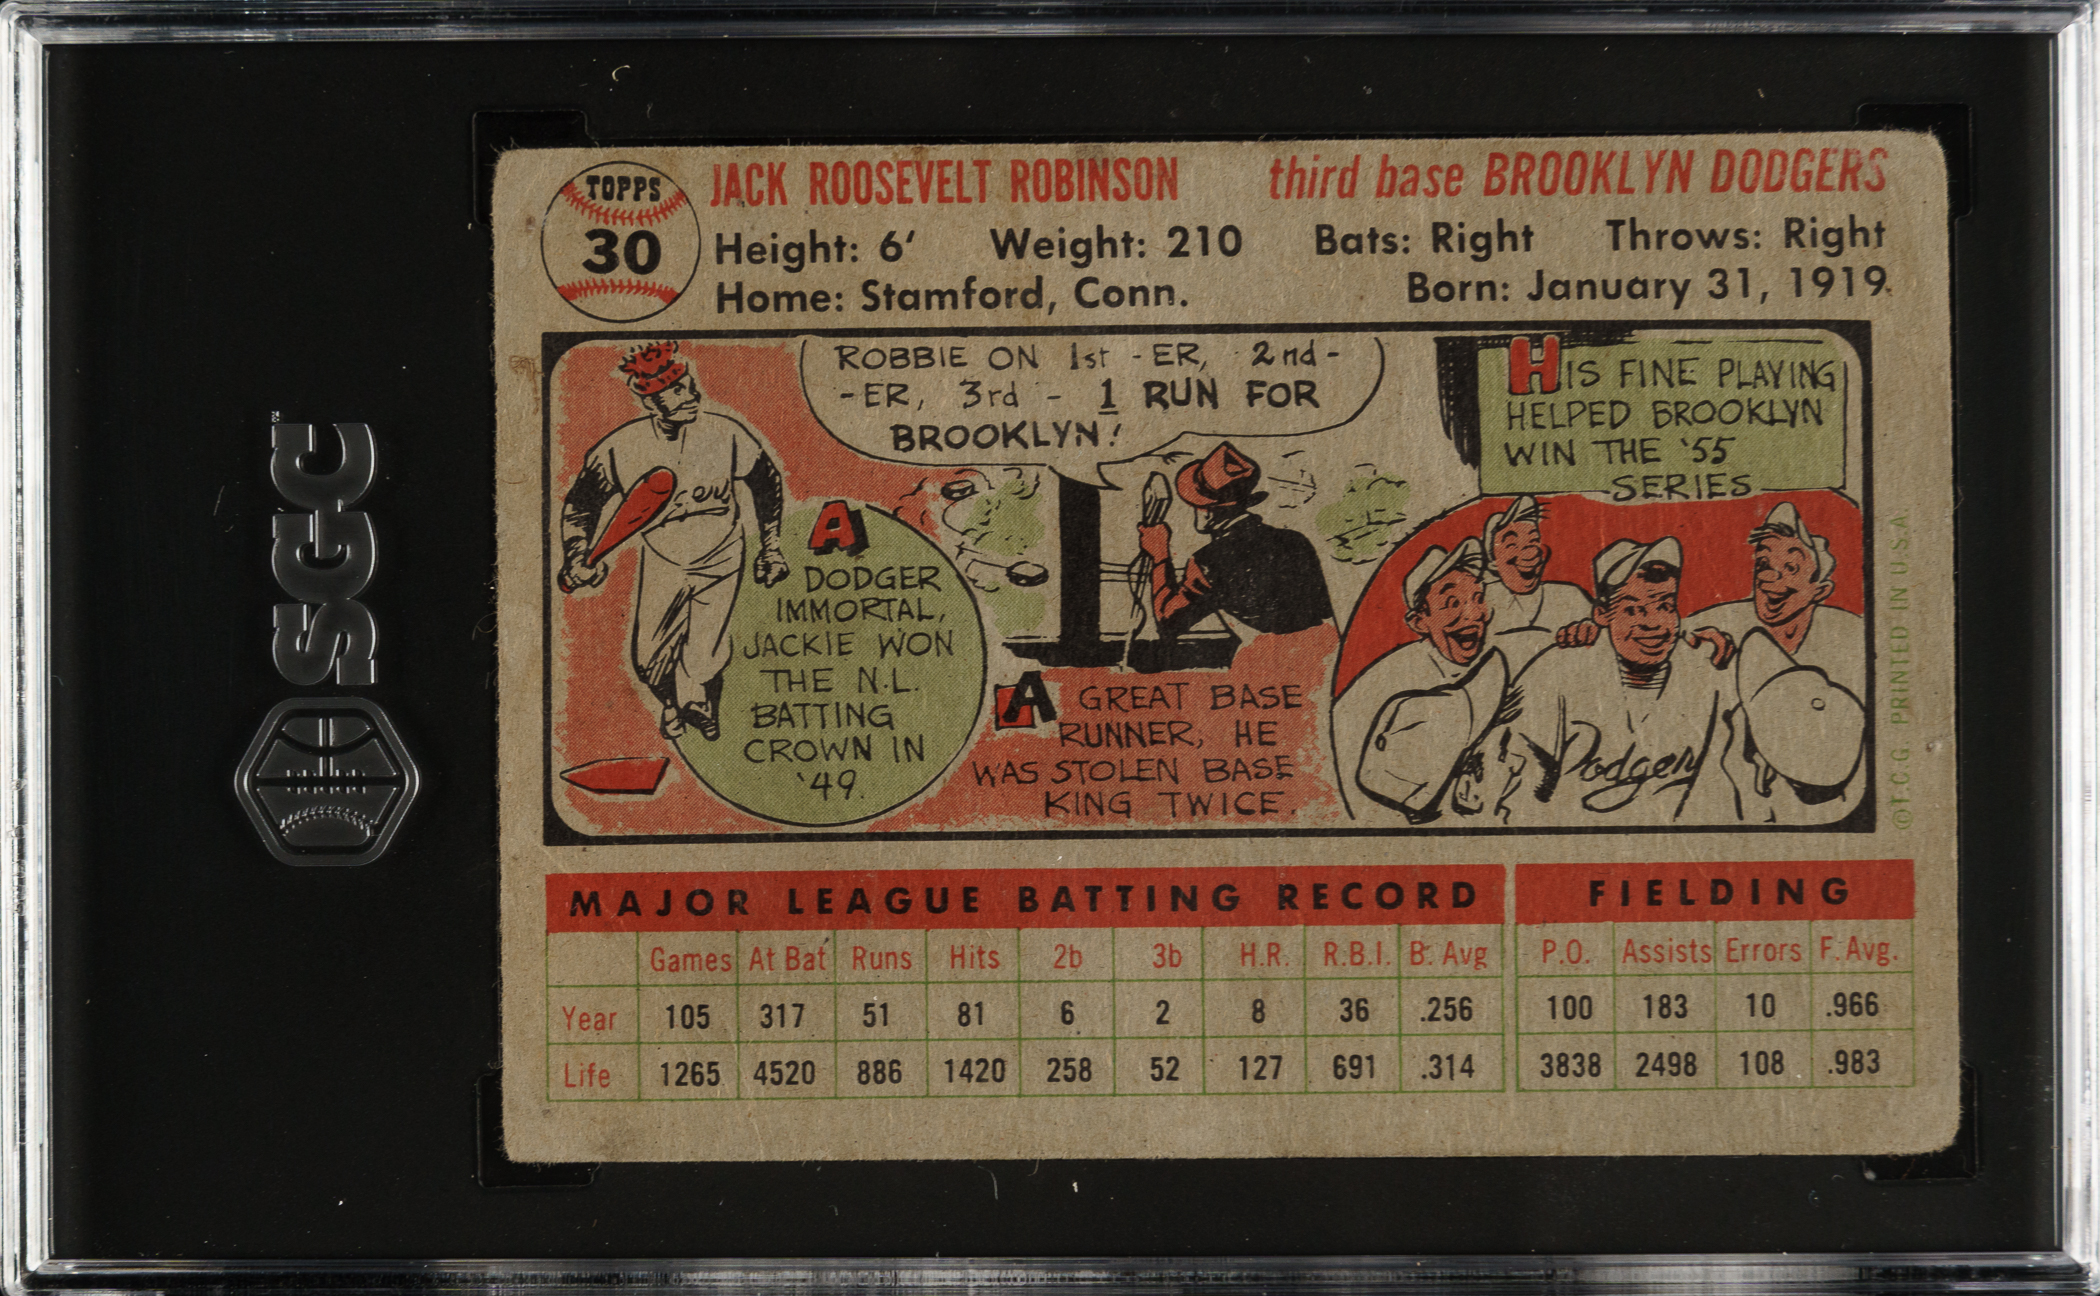 SGC
TOPPS
30
JACK ROOSEVELT ROBINSON third base BROOKLYN DODGERS
Height: 6' Weight: 210 Bats: Right Throws: Right
Home: Stamford, Conn. Born: January 31, 1919.
ROBBIE ON 1st -ER, 2nd-
-ER, 3rd - 1 RUN FOR
BROOKLYN!
A
DODGER
IMMORTAL,
JACKIE WON
THE N.L.
BATTING
CROWN IN
'49.
A GREAT BASE
RUNNER, HE
WAS STOLEN BASE
KING TWICE.
HIS FINE PLAYING
HELPED BROOKLYN
WIN THE '55
SERIES
Dodgers
©T.C.G. PRINTED IN U.S.A.
MAJOR LEAGUE BATTING RECORD FIELDING
Games At Bat Runs Hits 2b 3b H.R. R.B.I. B. Avg P.O. Assists Errors F. Avg.
Year 105 317 51 81 6 2 8 36 .256 100 183 10 .966
Life 1265 4520 886 1420 258 52 127 691 .314 3838 2498 108 .983